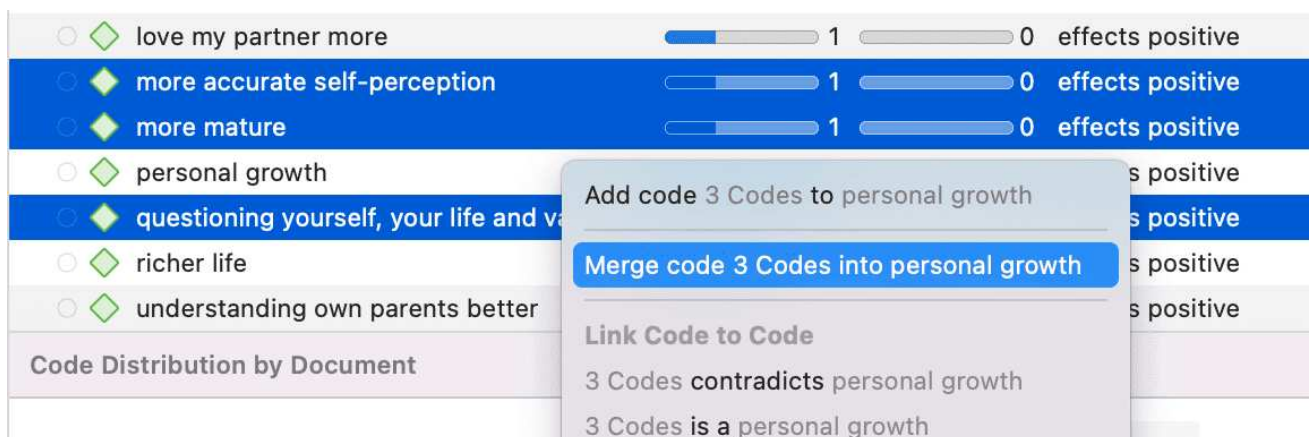 love my partner more 1 0 effects positive
more accurate self-perception 1 0 effects positive
more mature 1 0 effects positive
personal growth s positive
Add code 3 Codes to personal growth
questioning yourself, your life and s positive
Merge code 3 Codes into personal growth
richer life s positive
understanding own parents better s positive
Link Code to Code
Code Distribution by Document
3 Codes contradicts personal growth
3 Codes is a personal growth